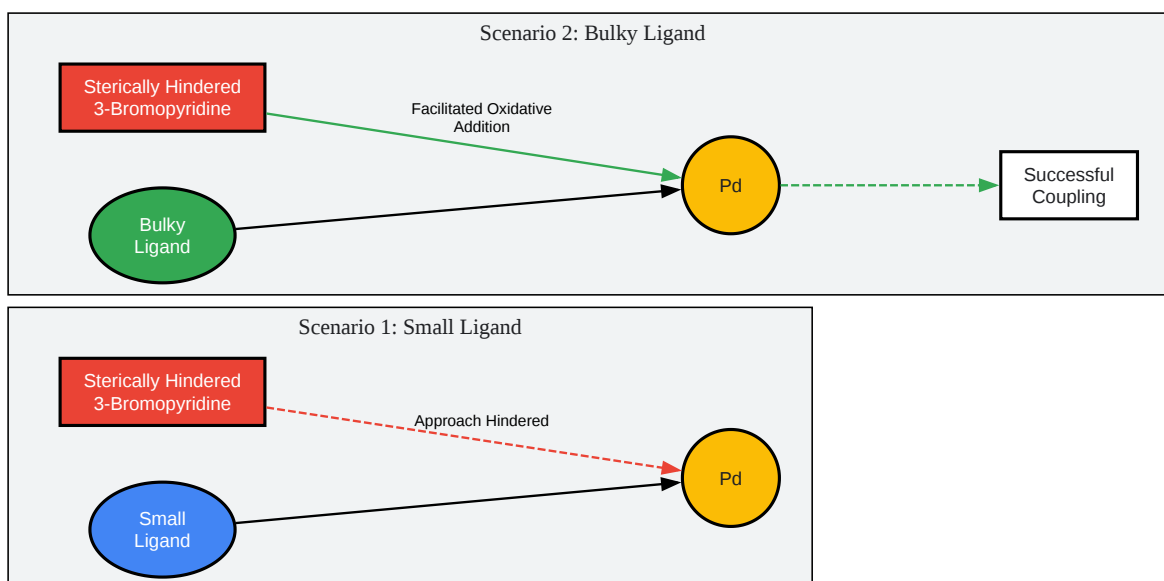 Scenario 2: Bulky Ligand
Sterically Hindered
3-Bromopyridine
Facilitated Oxidative
Addition
Bulky
Ligand
Pd
Successful
Coupling
Scenario 1: Small Ligand
Sterically Hindered
3-Bromopyridine
Approach Hindered
Small
Ligand
Pd